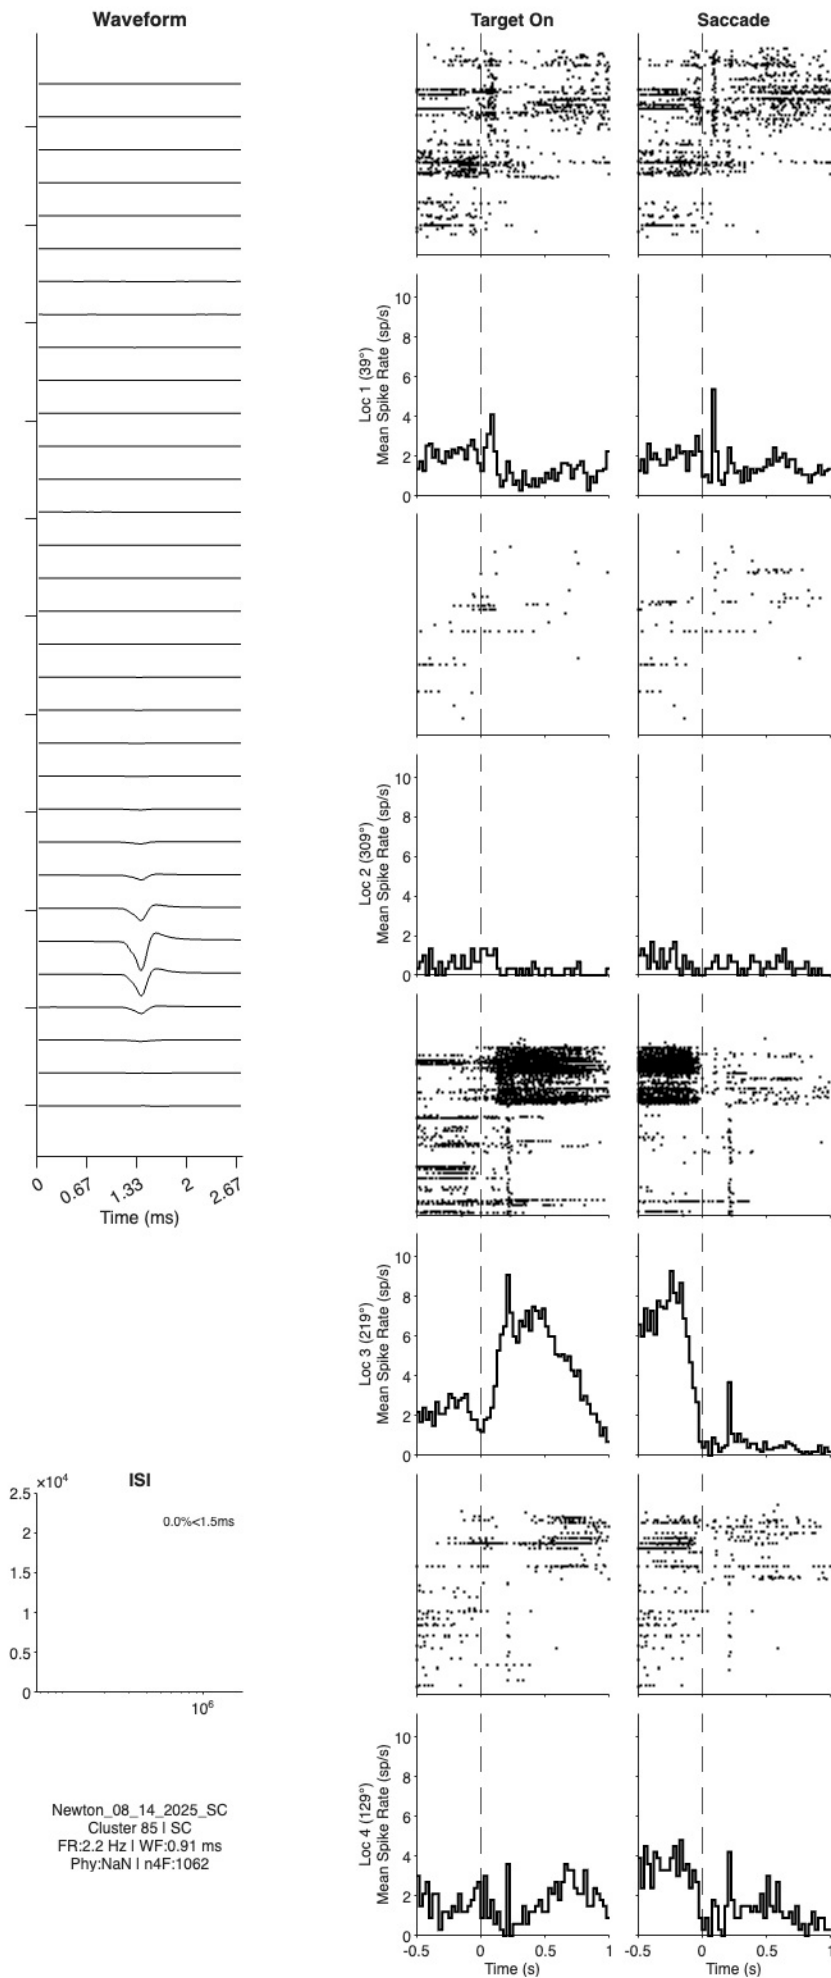 Waveform
Target On
Saccade
10
8
6
4
2
0
Loc 1 (39°)
Mean Spike Rate (sp/s)
10
8
6
4
2
0
Loc 2 (309°)
Mean Spike Rate (sp/s)
0
0.67
1.33
2
2.67
Time (ms)
10
8
6
4
2
0
Loc 3 (219°)
Mean Spike Rate (sp/s)
ISI
×10⁴
2.5
2
1.5
1
0.5
0
0.0%<1.5ms
10⁶
Newton_08_14_2025_SC
Cluster 85 | SC
FR:2.2 Hz | WF:0.91 ms
Phy:NaN | n4F:1062
10
8
6
4
2
0
Loc 4 (129°)
Mean Spike Rate (sp/s)
-0.5 0 0.5 1
Time (s)
-0.5 0 0.5 1
Time (s)